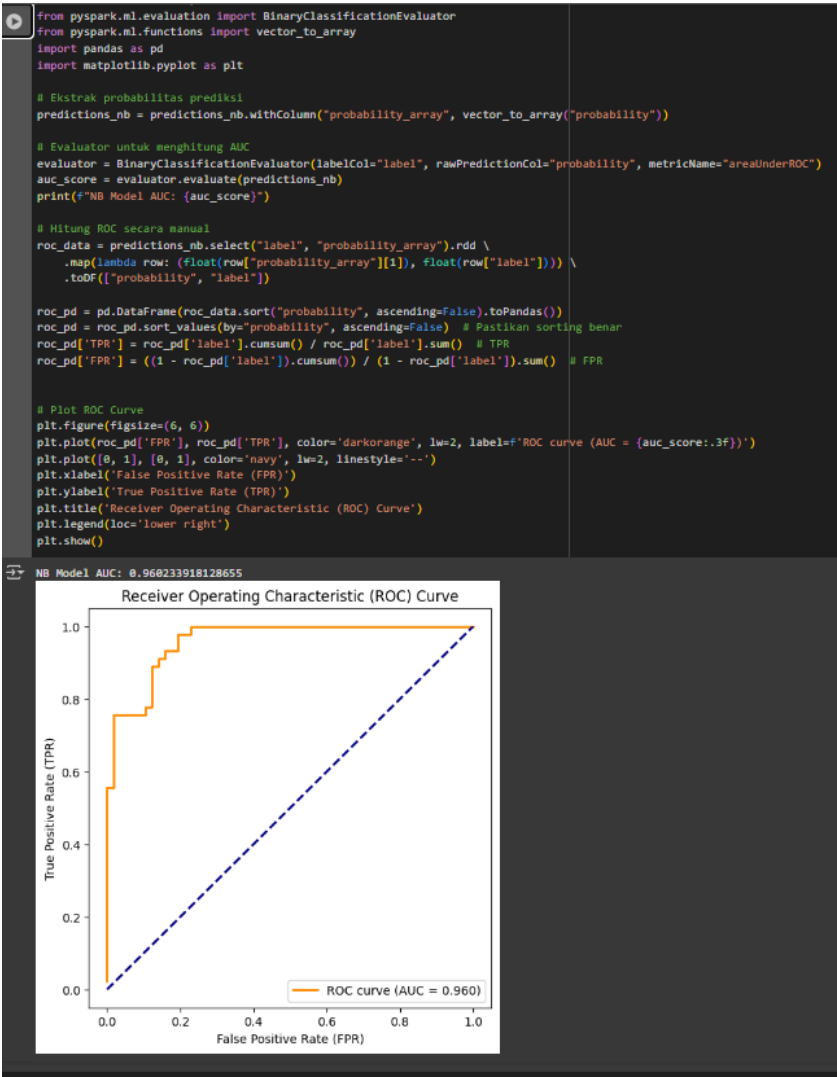 from pyspark.ml.evaluation import BinaryClassificationEvaluator
from pyspark.ml.functions import vector_to_array
import pandas as pd
import matplotlib.pyplot as plt

# Ekstrak probabilitas prediksi
predictions_nb = predictions_nb.withColumn("probability_array", vector_to_array("probability"))

# Evaluator untuk menghitung AUC
evaluator = BinaryClassificationEvaluator(labelCol="label", rawPredictionCol="probability", metricName="areaUnderROC")
auc_score = evaluator.evaluate(predictions_nb)
print(f"NB Model AUC: {auc_score}")

# Hitung ROC secara manual
roc_data = predictions_nb.select("label", "probability_array").rdd \
    .map(lambda row: (float(row["probability_array"][1]), float(row["label"]))) \
    .toDF(["probability", "label"])

roc_pd = pd.DataFrame(roc_data.sort("probability", ascending=False).toPandas())
roc_pd = roc_pd.sort_values(by="probability", ascending=False)  # Pastikan sorting benar
roc_pd['TPR'] = roc_pd['label'].cumsum() / roc_pd['label'].sum()  # TPR
roc_pd['FPR'] = ((1 - roc_pd['label']).cumsum()) / (1 - roc_pd['label']).sum()  # FPR

# Plot ROC Curve
plt.figure(figsize=(6, 6))
plt.plot(roc_pd['FPR'], roc_pd['TPR'], color='darkorange', lw=2, label=f'ROC curve (AUC = {auc_score:.3f})')
plt.plot([0, 1], [0, 1], color='navy', lw=2, linestyle='--')
plt.xlabel('False Positive Rate (FPR)')
plt.ylabel('True Positive Rate (TPR)')
plt.title('Receiver Operating Characteristic (ROC) Curve')
plt.legend(loc='lower right')
plt.show()

NB Model AUC: 0.960233918128655
Receiver Operating Characteristic (ROC) Curve
True Positive Rate (TPR)
1.0
0.8
0.6
0.4
0.2
0.0
ROC curve (AUC = 0.960)
0.0 0.2 0.4 0.6 0.8 1.0
False Positive Rate (FPR)